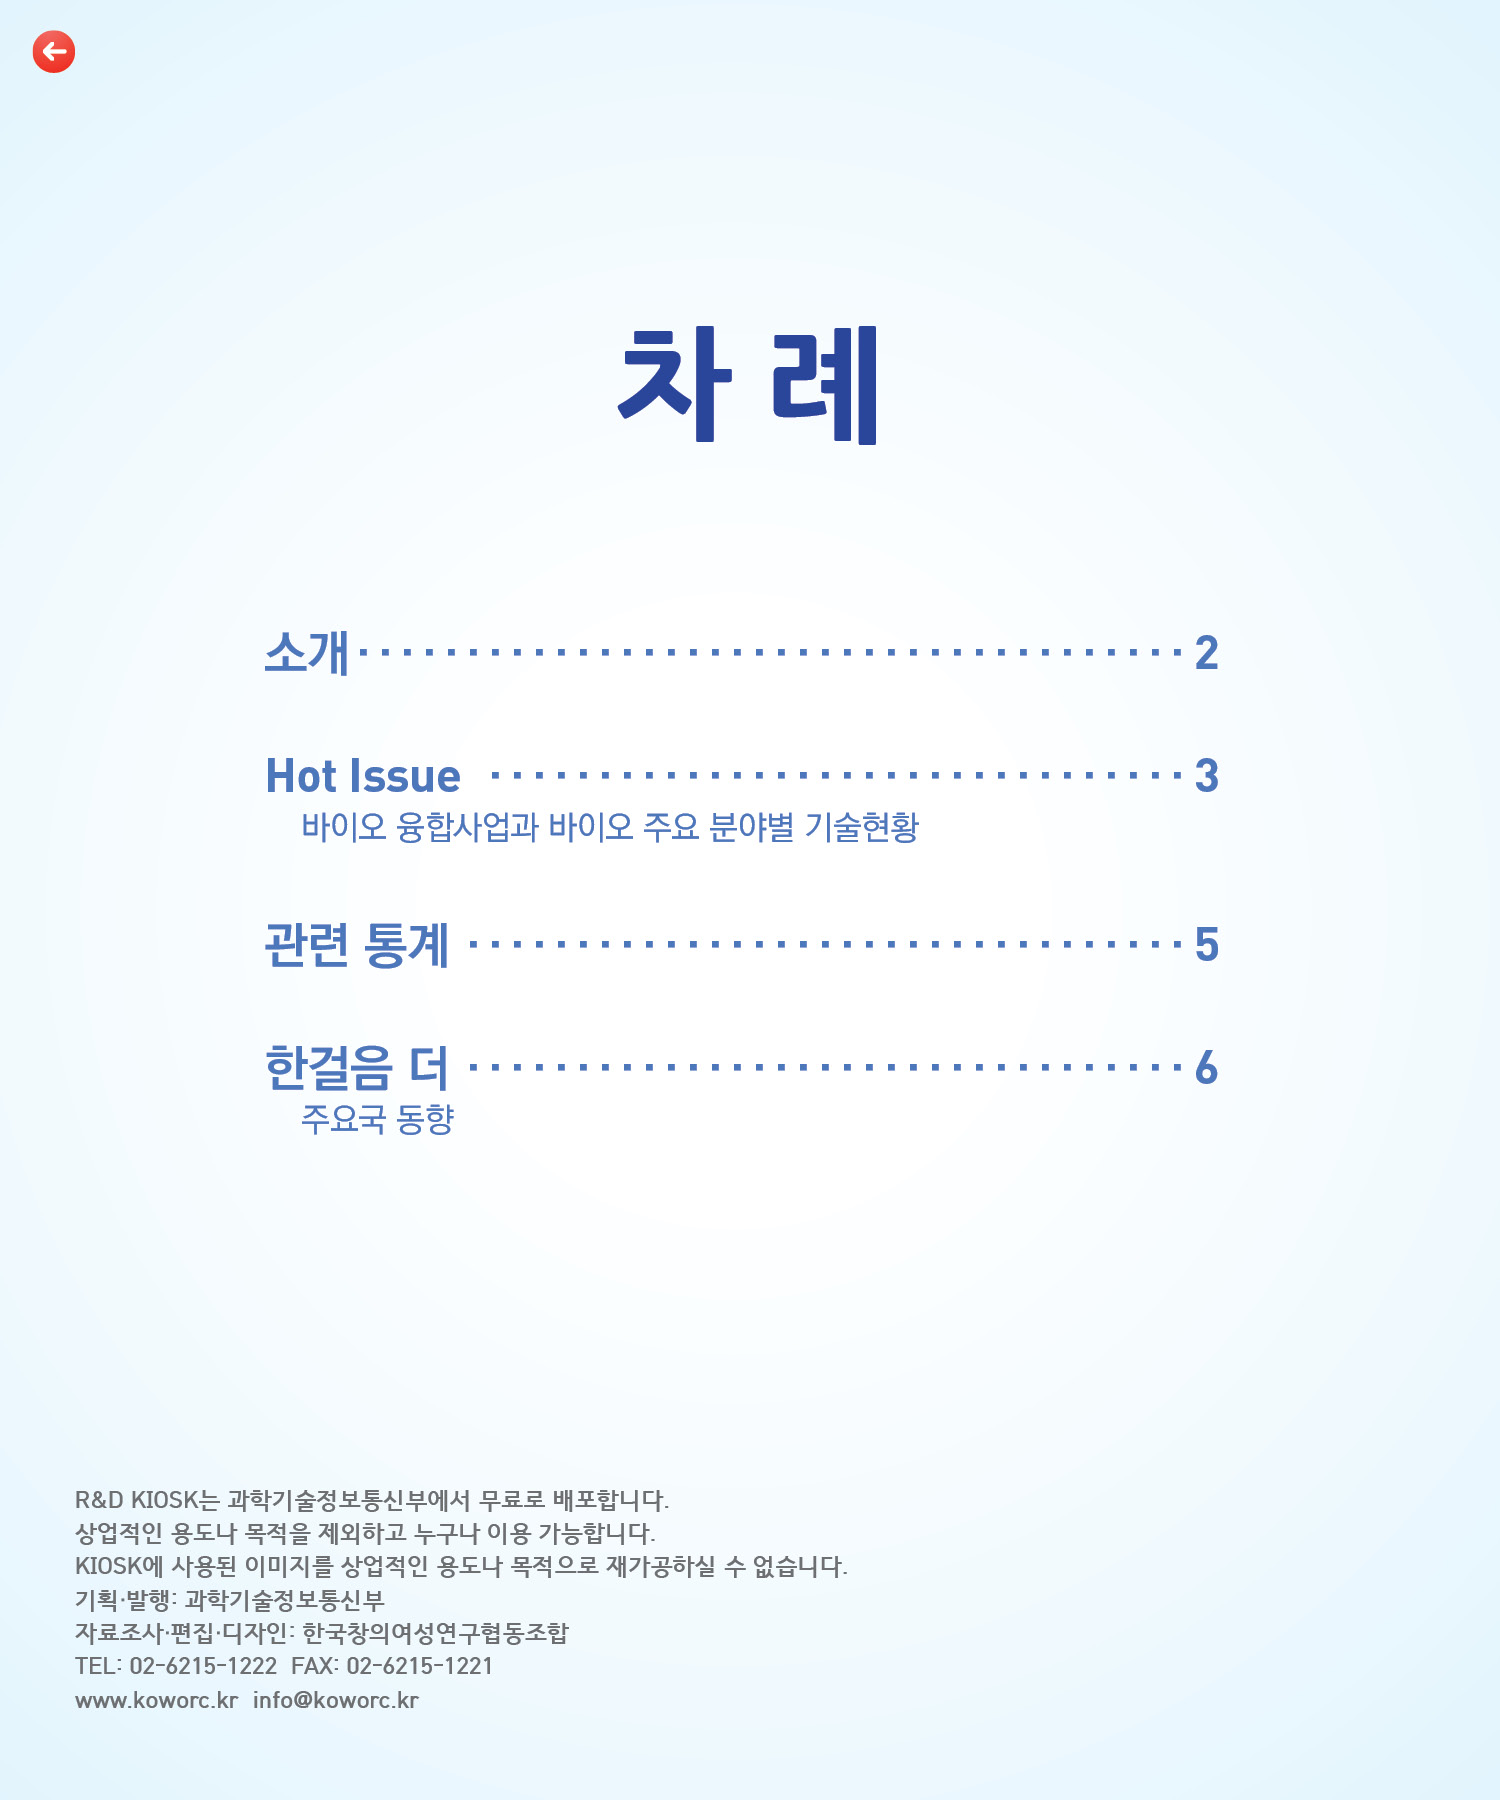 차 례
소개 · · · · · · · · · · · · · · · · · · · · · · · · · · · · · · · · · · · · · · 2
Hot Issue · · · · · · · · · · · · · · · · · · · · · · · · · · · · · · · · 3
바이오 융합사업과 바이오 주요 분야별 기술현황
관련 통계 · · · · · · · · · · · · · · · · · · · · · · · · · · · · · · · · · 5
한걸음 더 · · · · · · · · · · · · · · · · · · · · · · · · · · · · · · · · · 6
주요국 동향
R&D KIOSK는 과학기술정보통신부에서 무료로 배포합니다.
상업적인 용도나 목적을 제외하고 누구나 이용 가능합니다.
KIOSK에 사용된 이미지를 상업적인 용도나 목적으로 재가공하실 수 없습니다.
기획·발행: 과학기술정보통신부
자료조사·편집·디자인: 한국창의여성연구협동조합
TEL: 02-6215-1222 FAX: 02-6215-1221
www.koworc.kr info@koworc.kr